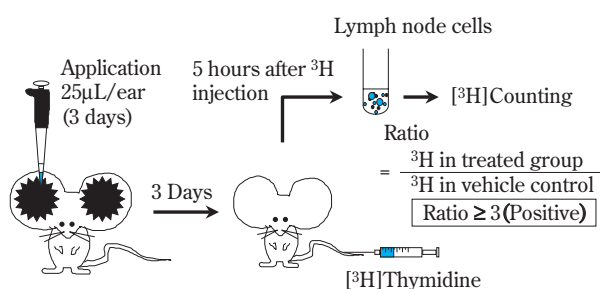 Lymph node cells
Application
25µL/ear
(3 days)
5 hours after ³H
injection
[³H]Counting
3 Days
Ratio
= ³H in treated group
³H in vehicle control
Ratio ≥ 3(Positive)
[³H]Thymidine